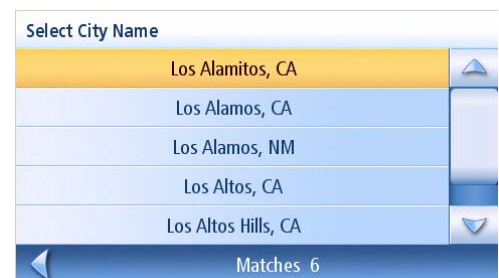 Select City Name
Los Alamitos, CA
Los Alamos, CA
Los Alamos, NM
Los Altos, CA
Los Altos Hills, CA
Matches 6